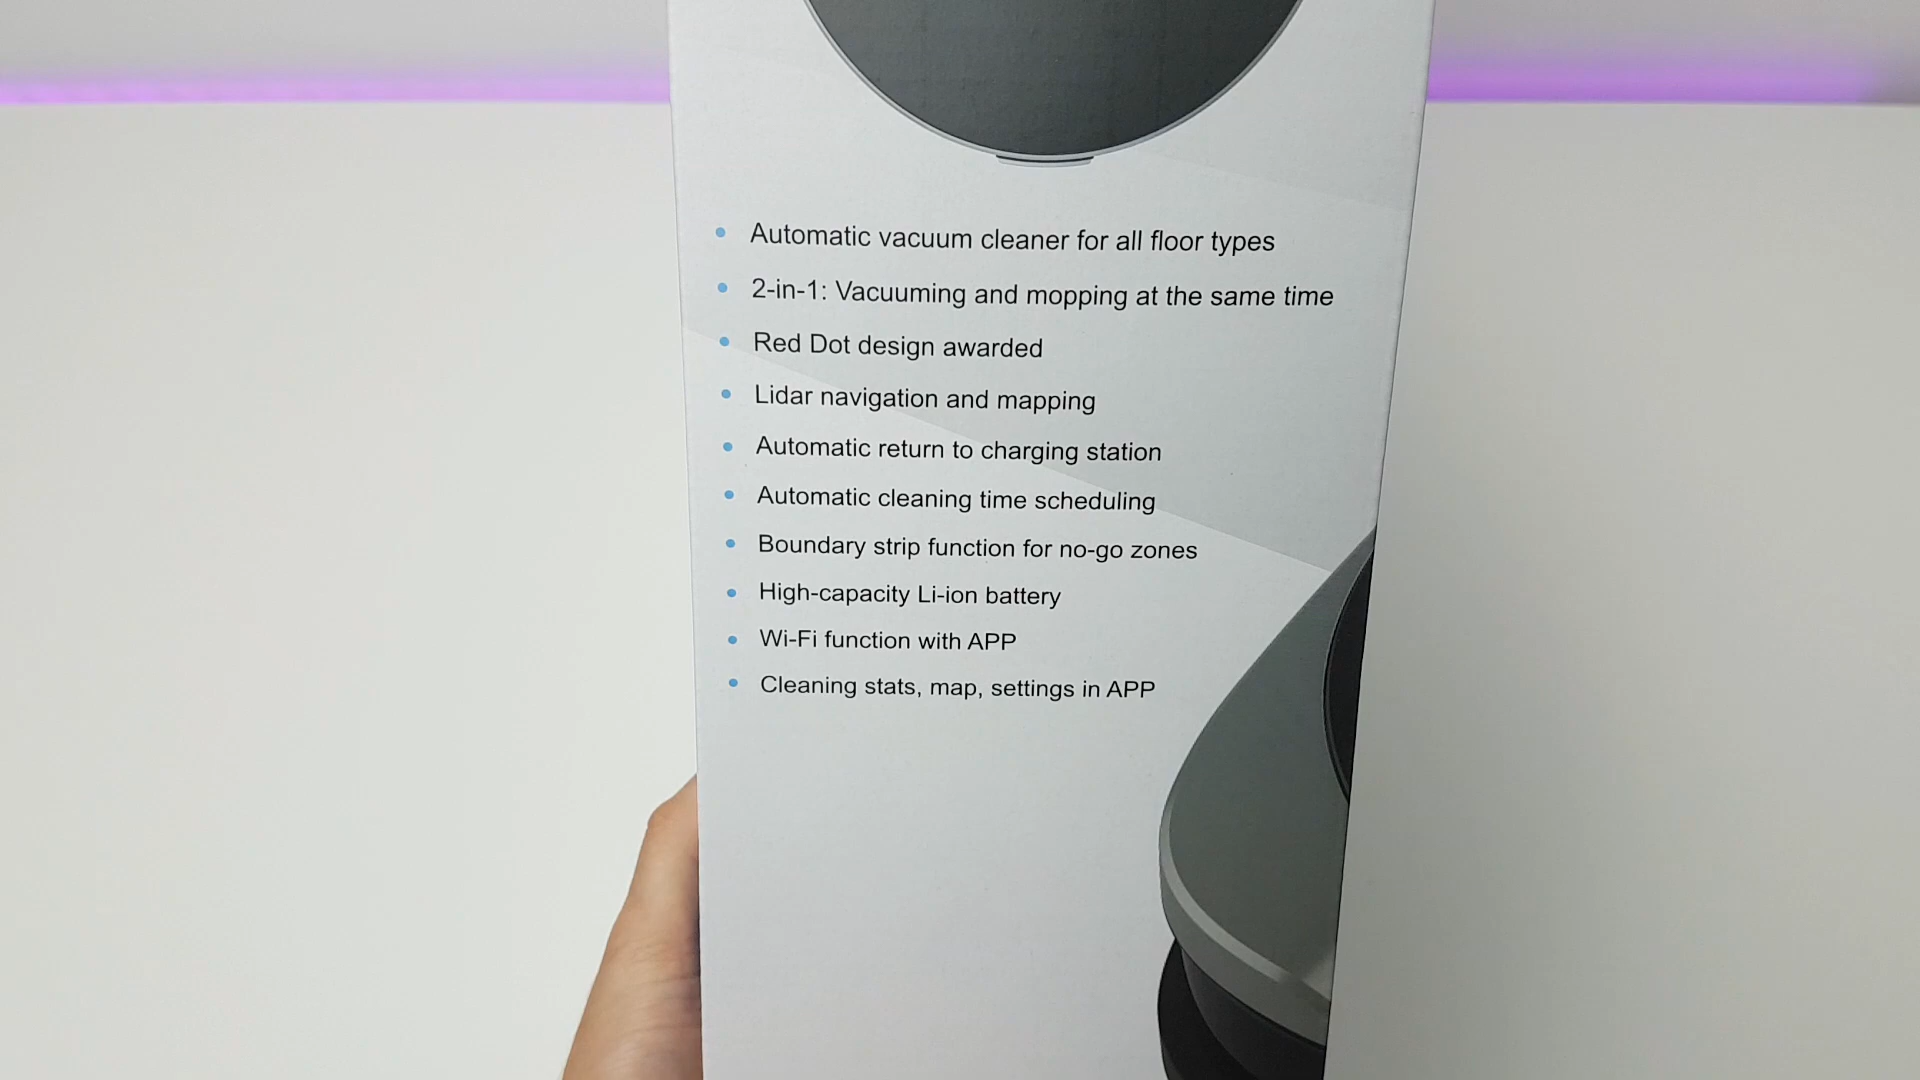 Automatic vacuum cleaner for all floor types
2-in-1: Vacuuming and mopping at the same time
Red Dot design awarded
Lidar navigation and mapping
Automatic return to charging station
Automatic cleaning time scheduling
Boundary strip function for no-go zones
High-capacity Li-ion battery
Wi-Fi function with APP
Cleaning stats, map, settings in APP